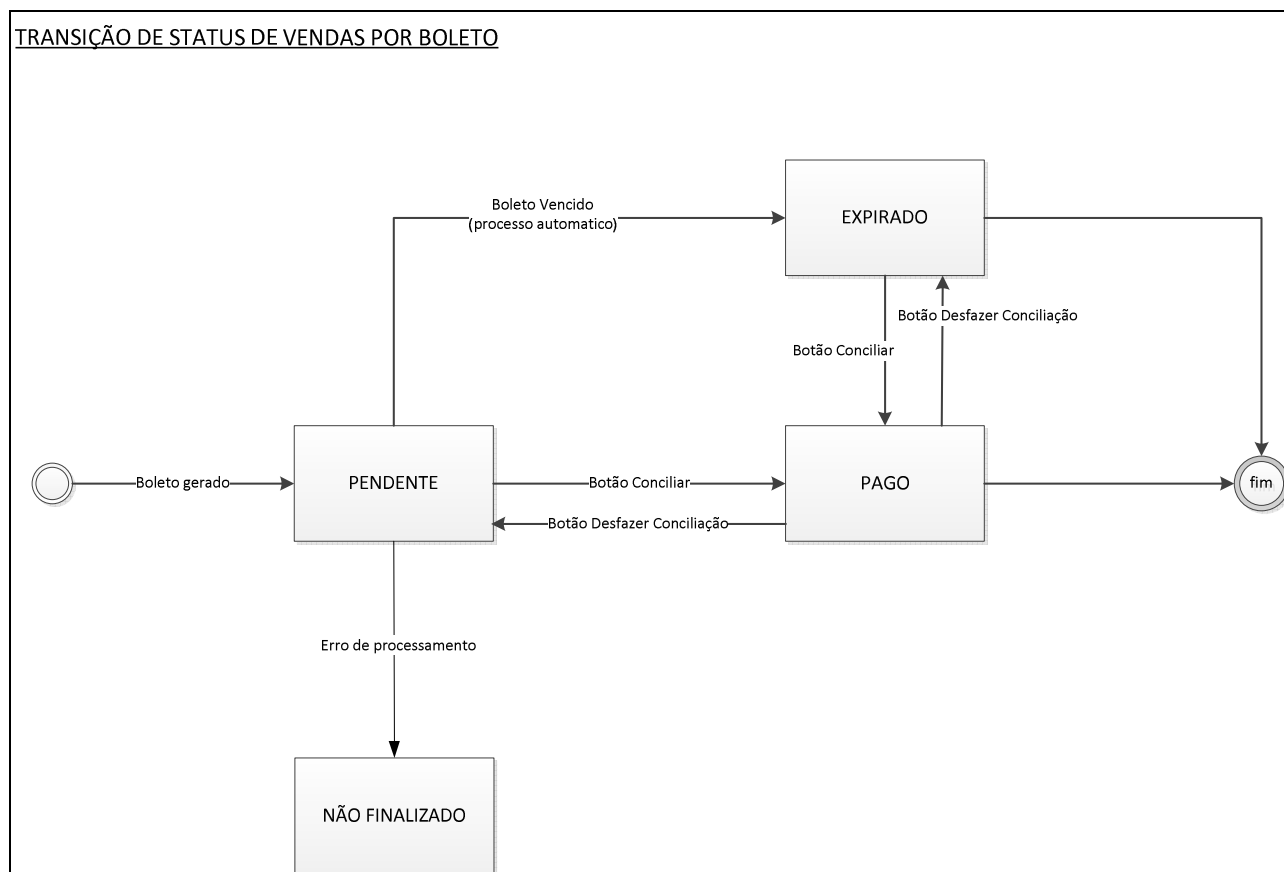 TRANSIÇÃO DE STATUS DE VENDAS POR BOLETO
Boleto Vencido
(processo automatico)
EXPIRADO
Botão Desfazer Conciliação
Botão Conciliar
Boleto gerado
PENDENTE
Botão Conciliar
PAGO
fim
Botão Desfazer Conciliação
Erro de processamento
NÃO FINALIZADO